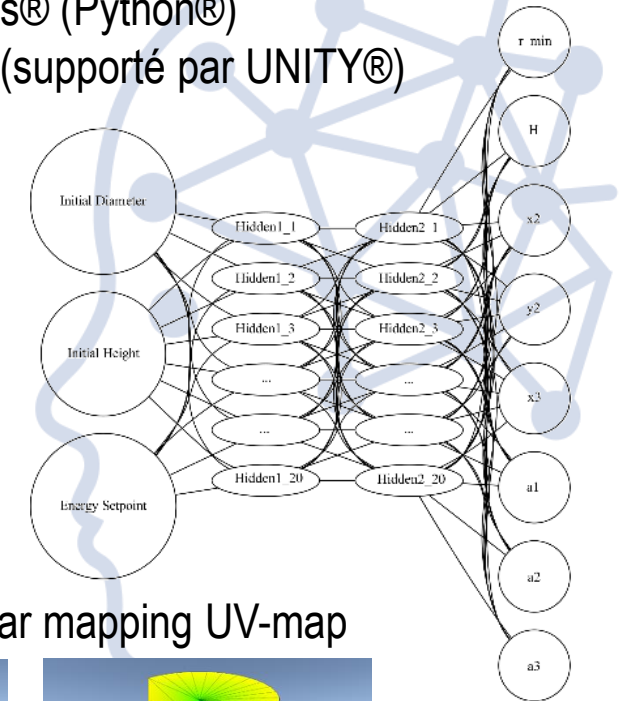 s® (Python®)
(supporté par UNITY®)
r_min
H
x2
y2
x3
a1
a2
a3
Initial Diameter
Initial Height
Energy Setpoint
Hidden1_1
Hidden1_2
Hidden1_3
...
...
Hidden1_20
Hidden2_1
Hidden2_2
Hidden2_3
...
...
Hidden2_20
ar mapping UV-map